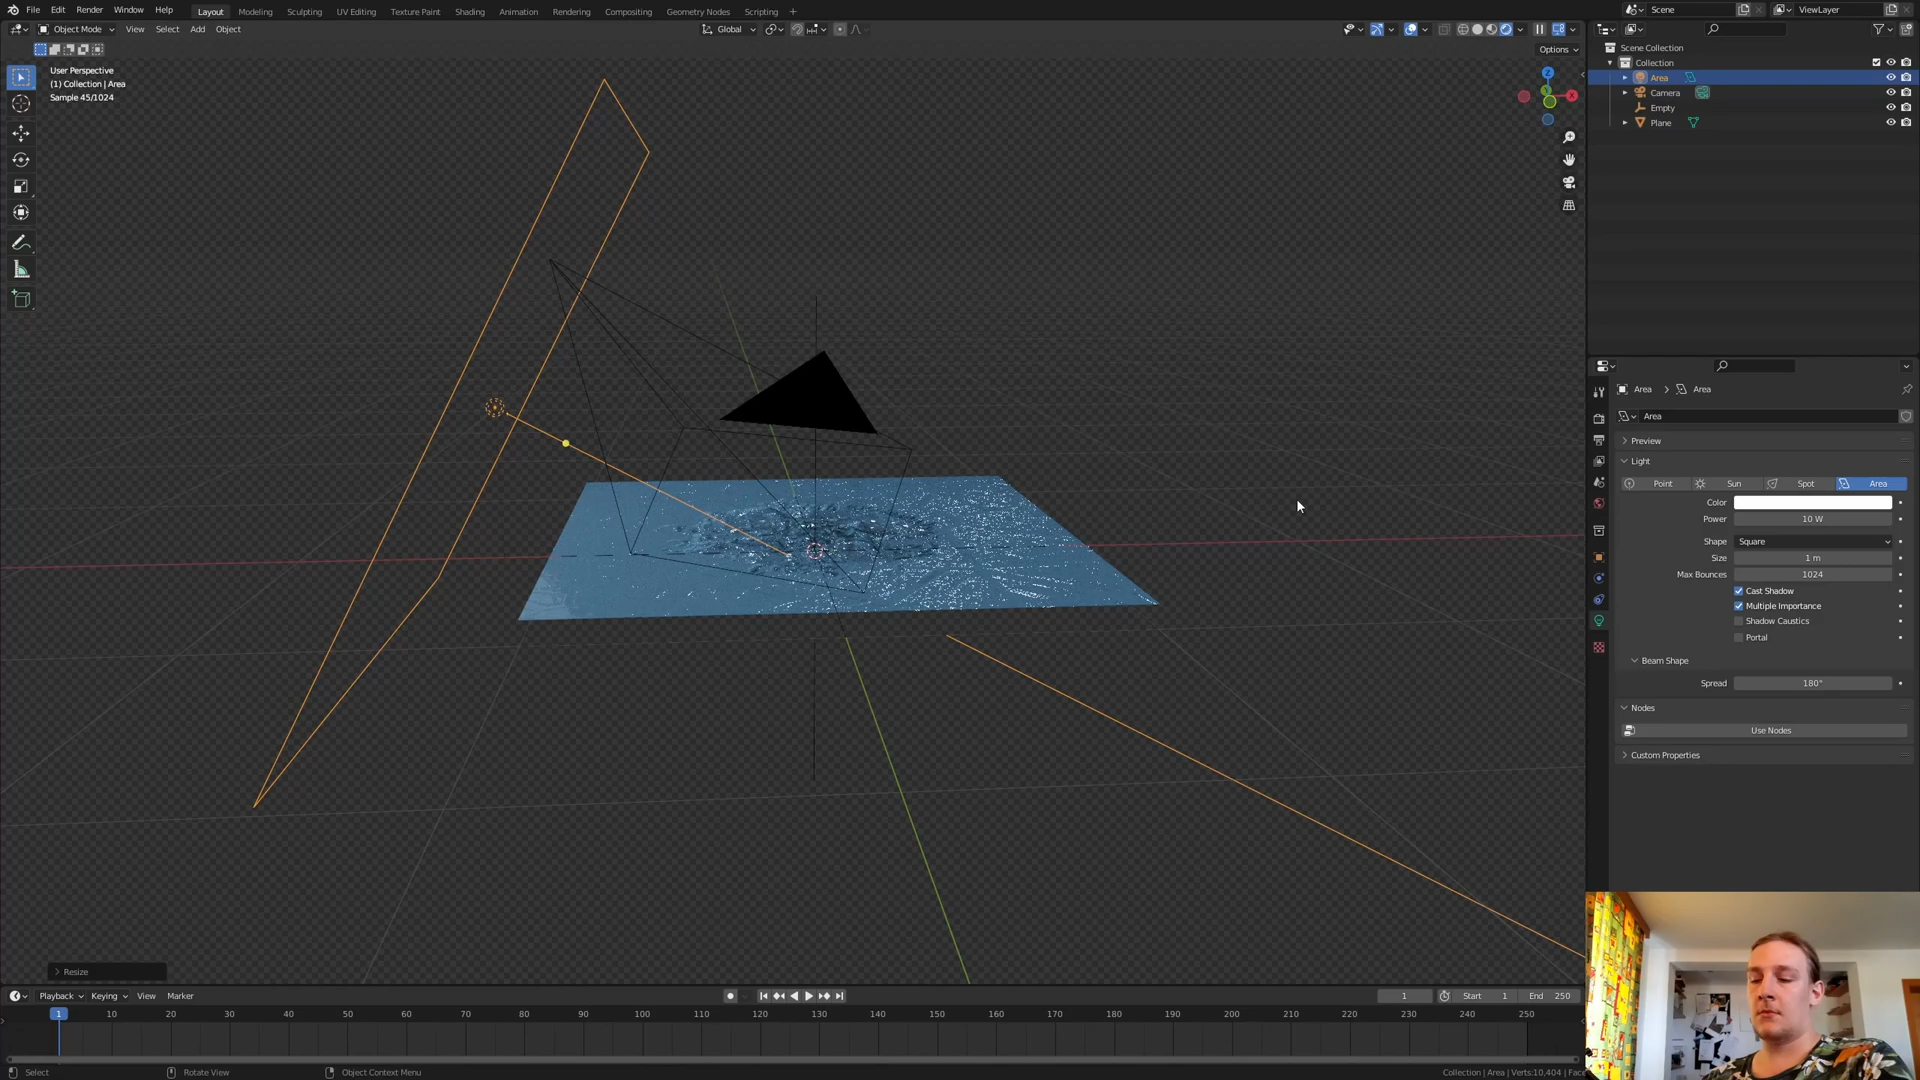 File Edit Render Window Help Layout Modeling Sculpting UV Editing Texture Paint Shading Animation Rendering Compositing Geometry Nodes Scripting + Scene ViewLayer
Object Mode View Select Add Object Global
Options
User Perspective
(1) Collection | Area
Sample 45/1024
Z
X
Scene Collection
Collection
Area
Camera
Empty
Plane
Area > Area
Area
Preview
Light
Point Sun Spot Area
Color
Power 10 W
Shape Square
Size 1 m
Max Bounces 1024
Cast Shadow
Multiple Importance
Shadow Caustics
Portal
Beam Shape
Spread 180°
Nodes
Use Nodes
Custom Properties
> Resize
Playback Keying View Marker 1 Start 1 End 250
1 10 20 30 40 50 60 70 80 90 100 110 120 130 140 150 160 170 180 190 200 210 220 230 240 250
Select Rotate View Object Context Menu Collection | Area | Verts:10,404 | Fac